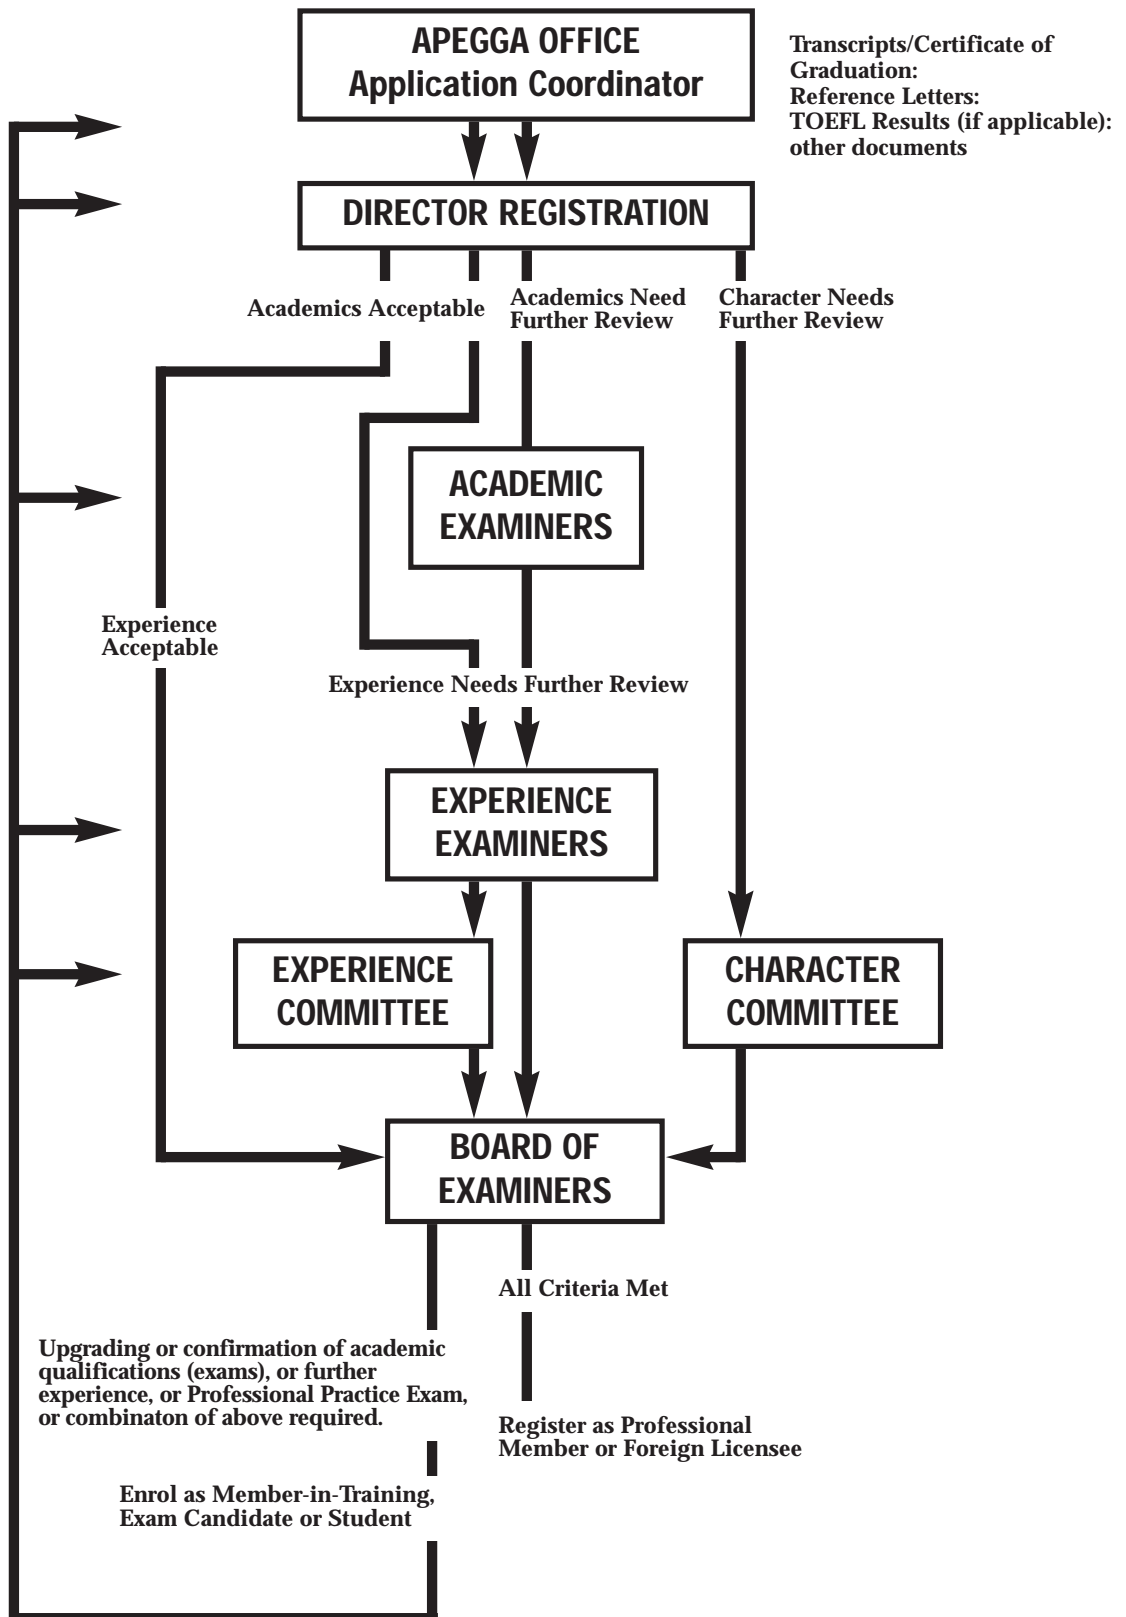 APEGGA OFFICE
Application Coordinator
Transcripts/Certificate of
Graduation:
Reference Letters:
TOEFL Results (if applicable):
other documents
DIRECTOR REGISTRATION
Academics Acceptable
Academics Need
Further Review
Character Needs
Further Review
ACADEMIC
EXAMINERS
Experience
Acceptable
Experience Needs Further Review
EXPERIENCE
EXAMINERS
EXPERIENCE
COMMITTEE
CHARACTER
COMMITTEE
BOARD OF
EXAMINERS
All Criteria Met
Upgrading or confirmation of academic
qualifications (exams), or further
experience, or Professional Practice Exam,
or combinaton of above required.
Register as Professional
Member or Foreign Licensee
Enrol as Member-in-Training,
Exam Candidate or Student